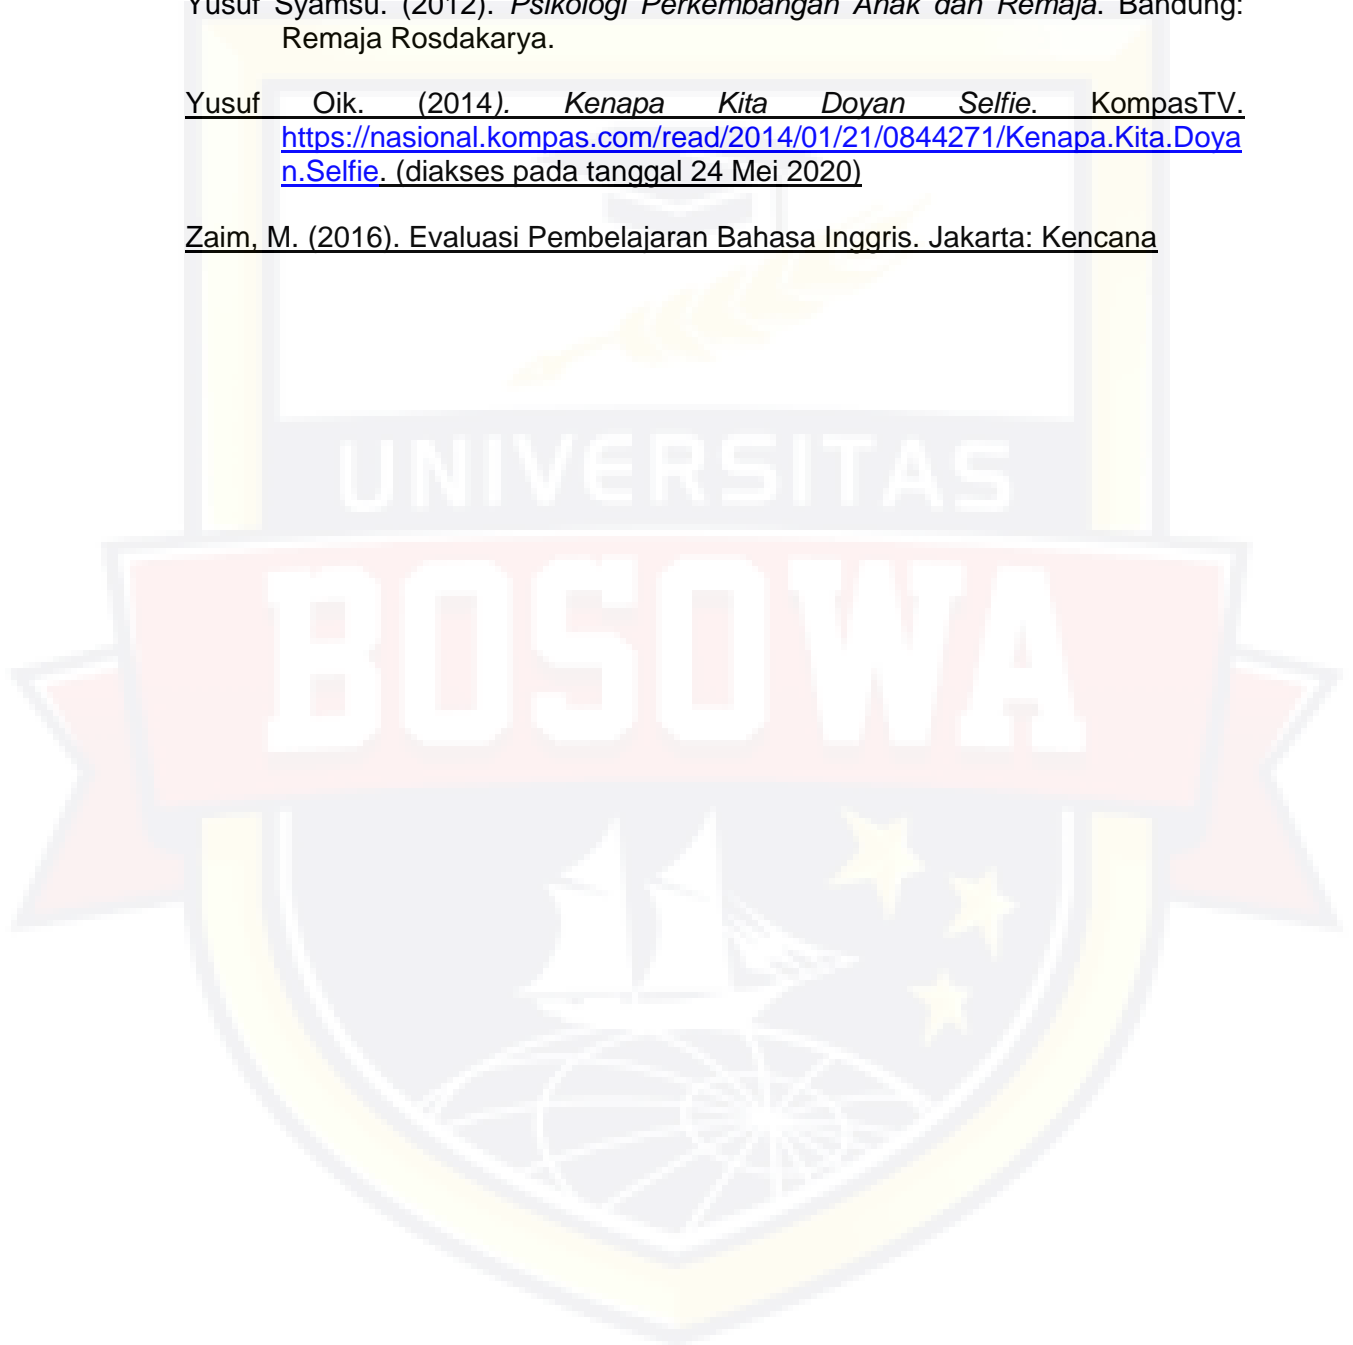 Yusuf Syamsu. (2012). Psikologi Perkembangan Anak dan Remaja. Bandung:
Remaja Rosdakarya.
Yusuf Oik. (2014). Kenapa Kita Doyan Selfie. KompasTV.
https://nasional.kompas.com/read/2014/01/21/0844271/Kenapa.Kita.Doya
n.Selfie. (diakses pada tanggal 24 Mei 2020)
Zaim, M. (2016). Evaluasi Pembelajaran Bahasa Inggris. Jakarta: Kencana
UNIVERSITAS
BOSOWA